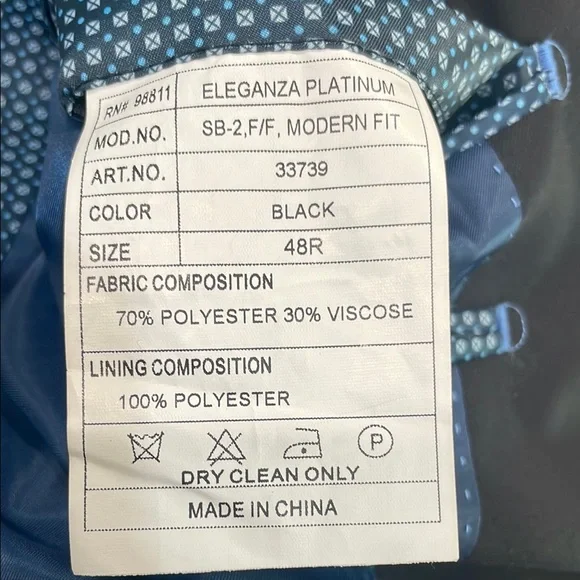 RN# 98811 ELEGANZA PLATINUM
MOD.NO. SB-2,F/F, MODERN FIT
ART.NO. 33739
COLOR BLACK
SIZE 48R
FABRIC COMPOSITION
70% POLYESTER 30% VISCOSE
LINING COMPOSITION
100% POLYESTER
P
DRY CLEAN ONLY
MADE IN CHINA